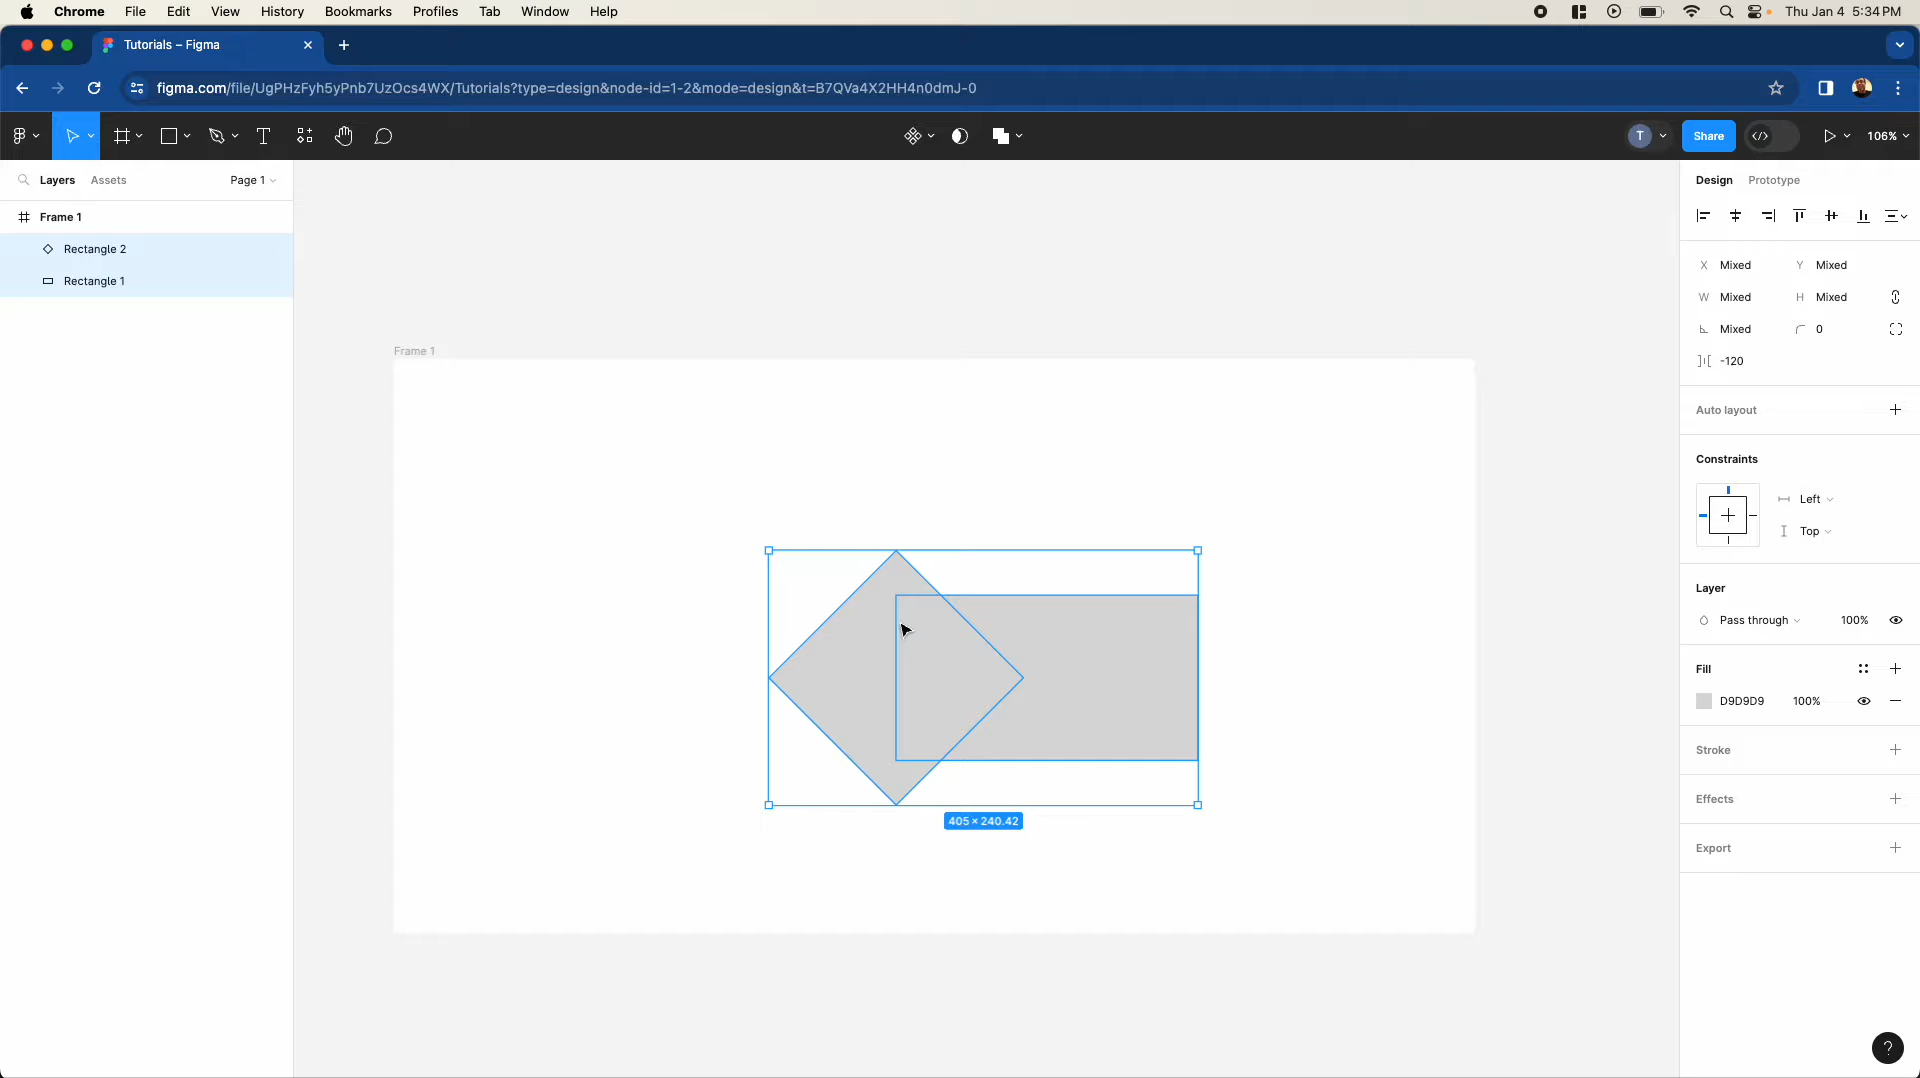 Chrome File Edit View History Bookmarks Profiles Tab Window Help Thu Jan 4 5:34 PM
Tutorials – Figma
figma.com/file/UgPHzFyh5yPnb7UzOcs4WX/Tutorials?type=design&node-id=1-2&mode=design&t=B7QVa4X2HH4n0dmJ-0
T Share 106%
Layers Assets Page 1
Design Prototype
Frame 1
Rectangle 2
Rectangle 1
Frame 1
405 × 240.42
X Mixed Y Mixed
W Mixed H Mixed
Mixed 0
-120
Auto layout
Constraints
Left
Top
Layer
Pass through 100%
Fill
D9D9D9 100%
Stroke
Effects
Export
?